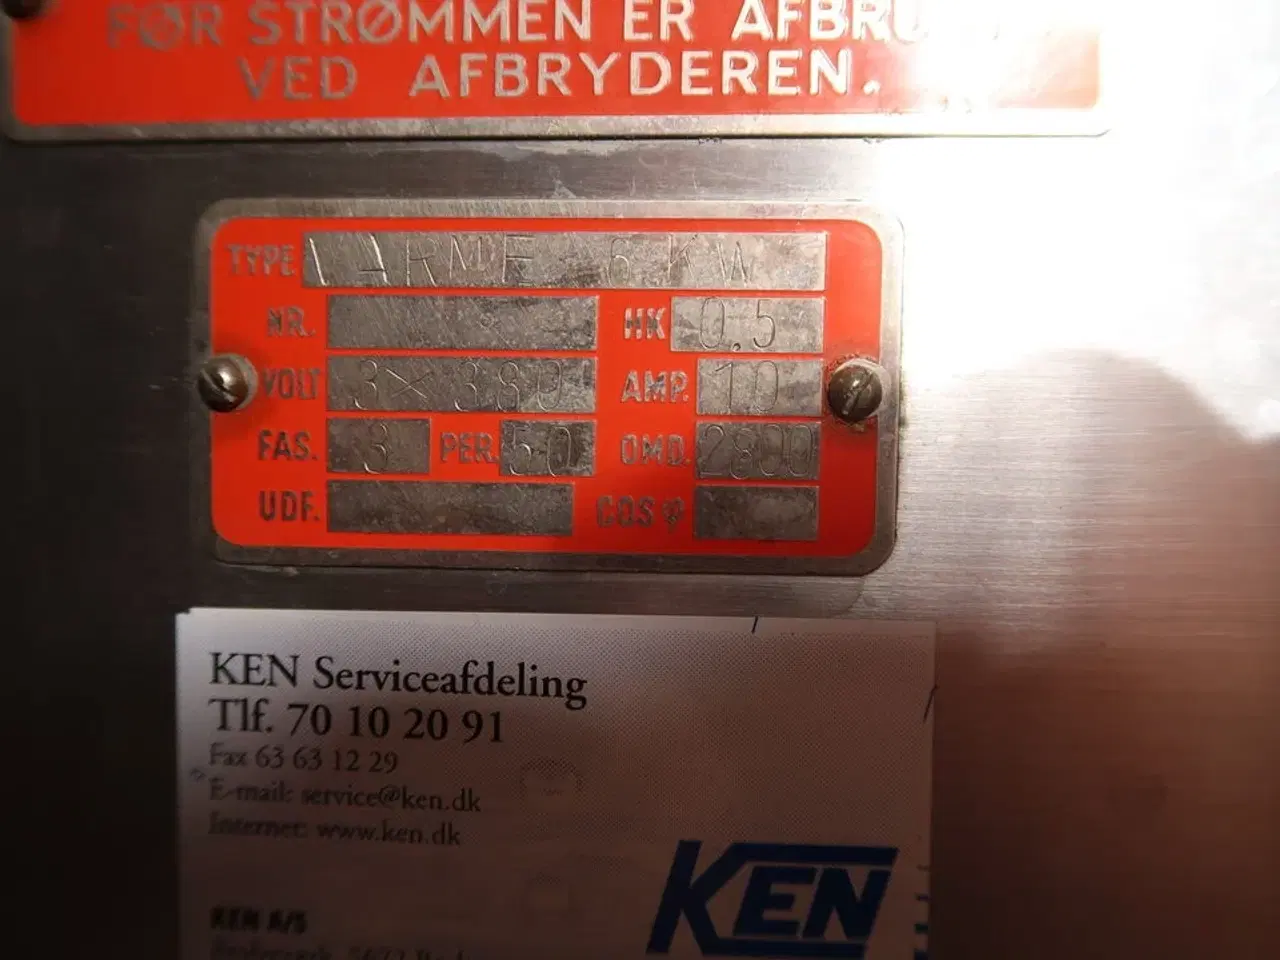 FØR STRØMMEN ER
VED AFBRYDEREN.
TYPE VARME 6 KW
NR. HK 0,5
VOLT 3×380 AMP. 10
FAS. 3 PER. 50 OMD. 2800
UDF. COS φ
KEN Serviceafdeling
Tlf. 70 10 20 91
Fax 63 63 12 29
E-mail: service@ken.dk
Internet: www.ken.dk
KEN A/S
KEN